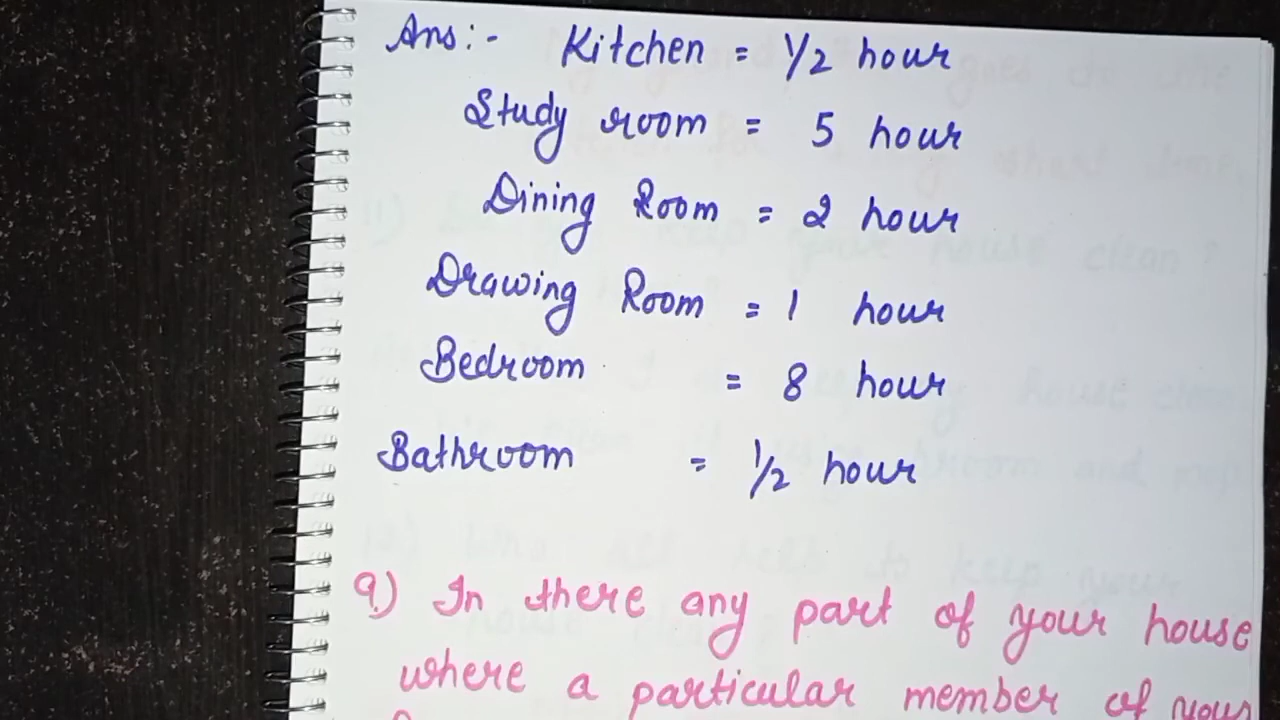 Ans:- Kitchen = 1/2 hour
Study room = 5 hour
Dining Room = 2 hour
Drawing Room = 1 hour
Bedroom = 8 hour
Bathroom = 1/2 hour
9) In there any part of your house
where a particular member of your